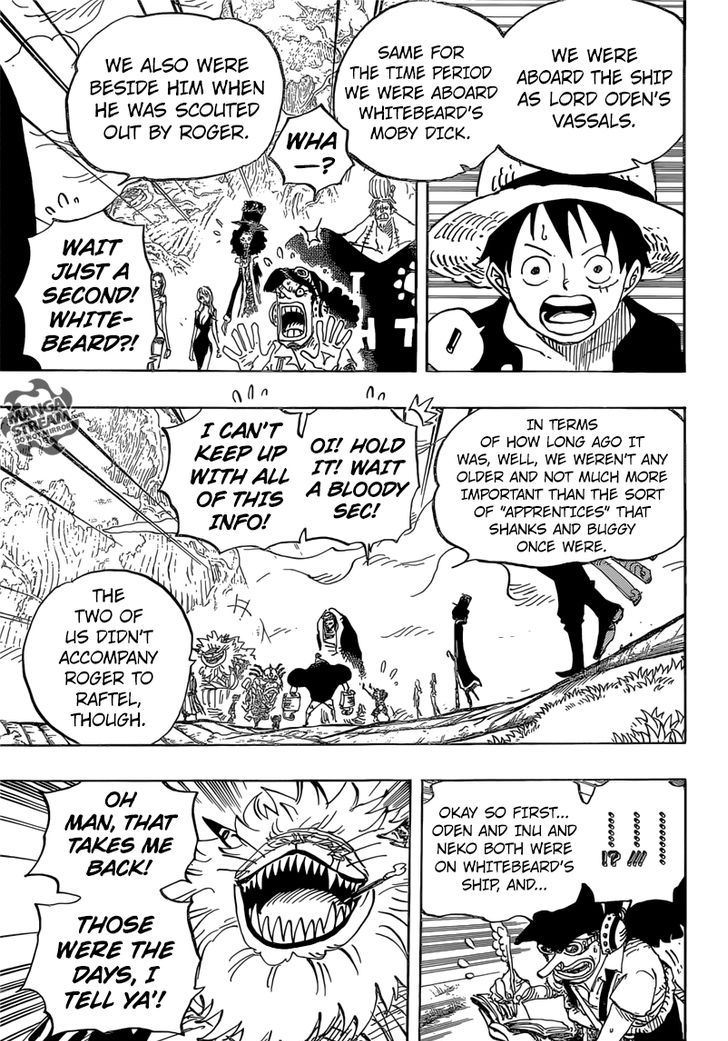 WE WERE
ABOARD THE SHIP
AS LORD ODEN'S
VASSALS.
SAME FOR
THE TIME PERIOD
WE WERE ABOARD
WHITEBEARD'S
MOBY DICK.
WE ALSO WERE
BESIDE HIM WHEN
HE WAS SCOUTED
OUT BY ROGER.
WHA
—?
WAIT
JUST A
SECOND!
WHITE-
BEARD?!
!
MANGA
STREAM.com
DO NOT MIRROR.
IN TERMS
OF HOW LONG AGO IT
WAS, WELL, WE WEREN'T ANY
OLDER AND NOT MUCH MORE
IMPORTANT THAN THE SORT
OF "APPRENTICES" THAT
SHANKS AND BUGGY
ONCE WERE.
OI! HOLD
IT! WAIT
A BLOODY
SEC!
I CAN'T
KEEP UP
WITH ALL
OF THIS
INFO!
THE
TWO OF
US DIDN'T
ACCOMPANY
ROGER TO
RAFTEL,
THOUGH.
!? !!!
OKAY SO FIRST...
ODEN AND INU AND
NEKO BOTH WERE
ON WHITEBEARD'S
SHIP, AND...
OH
MAN, THAT
TAKES ME
BACK!
THOSE
WERE THE
DAYS, I
TELL YA'!